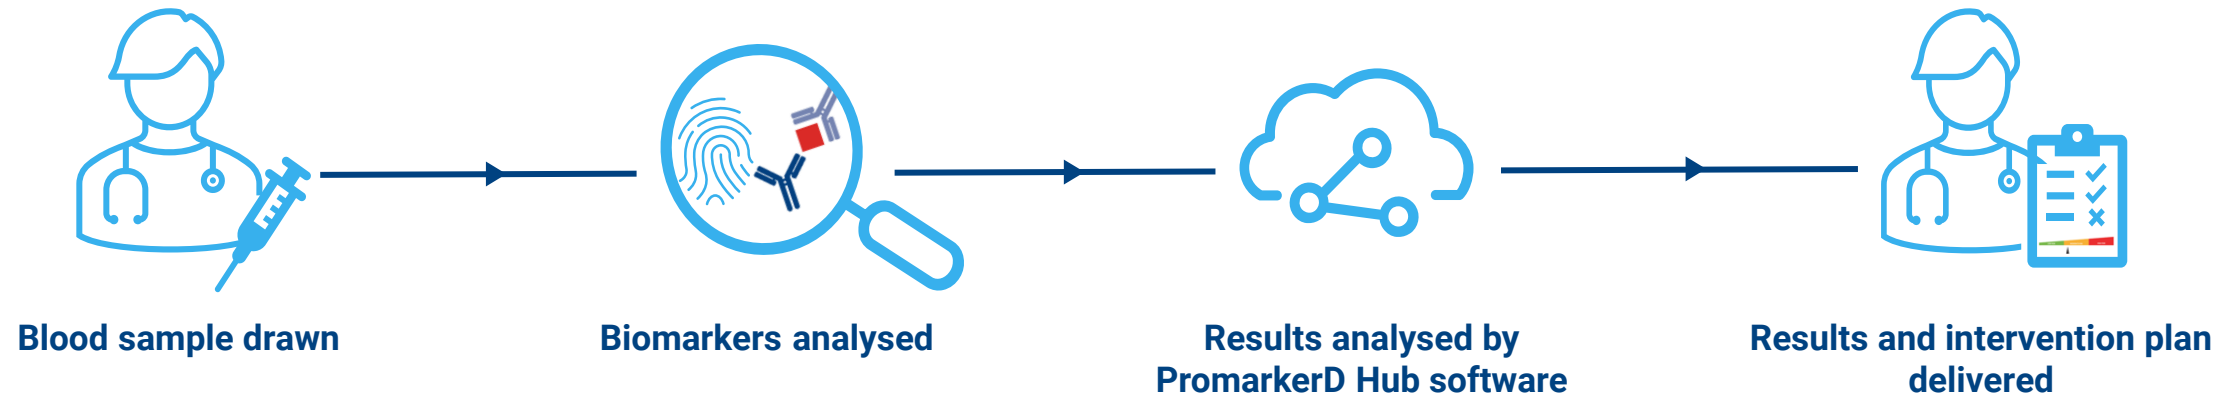 Blood sample drawn
Biomarkers analysed
Results analysed by
PromarkerD Hub software
Results and intervention plan
delivered